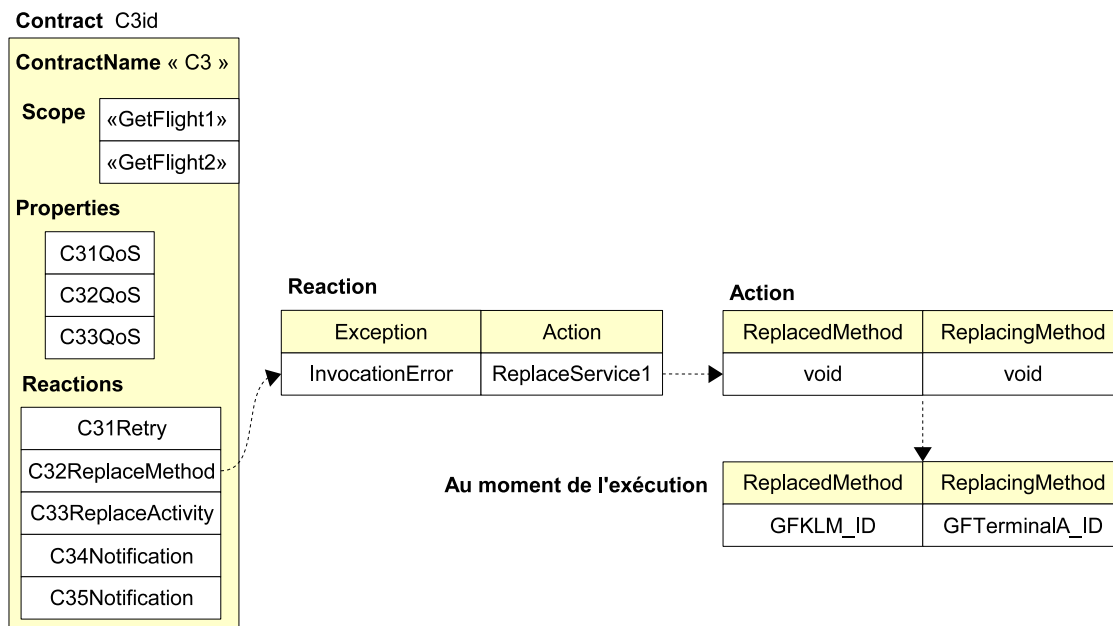 Contract C3id
ContractName « C3 »
Scope
«GetFlight1»
«GetFlight2»
Properties
C31QoS
C32QoS
C33QoS
Reactions
C31Retry
C32ReplaceMethod
C33ReplaceActivity
C34Notification
C35Notification
Reaction
Exception Action
InvocationError ReplaceService1
Action
ReplacedMethod ReplacingMethod
void void
Au moment de l'exécution
ReplacedMethod ReplacingMethod
GFKLM_ID GFTerminalA_ID